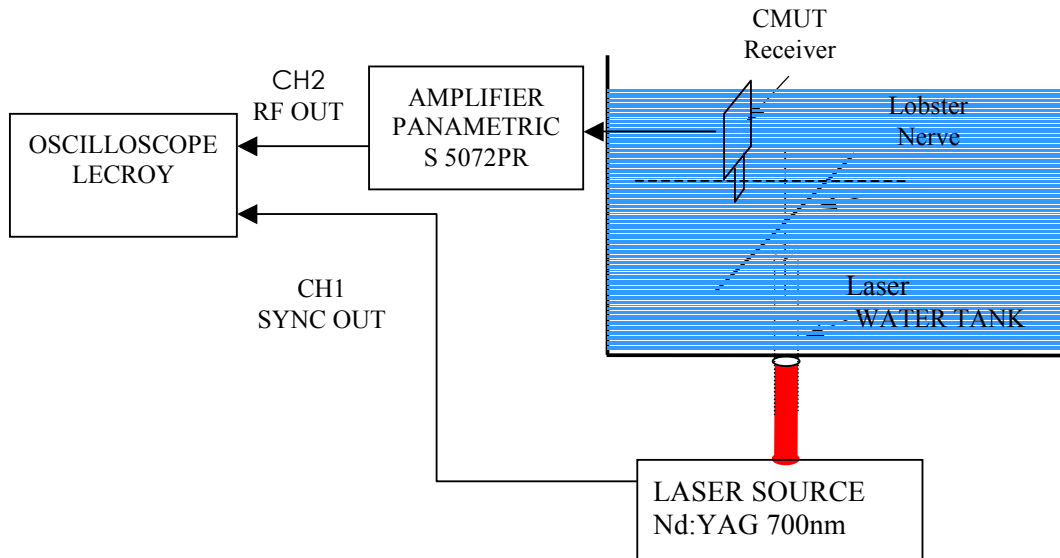 CMUT
Receiver
CH2
RF OUT
AMPLIFIER
PANAMETRIC
S 5072PR
OSCILLOSCOPE
LECROY
Lobster
Nerve
CH1
SYNC OUT
Laser
WATER TANK
LASER SOURCE
Nd:YAG 700nm